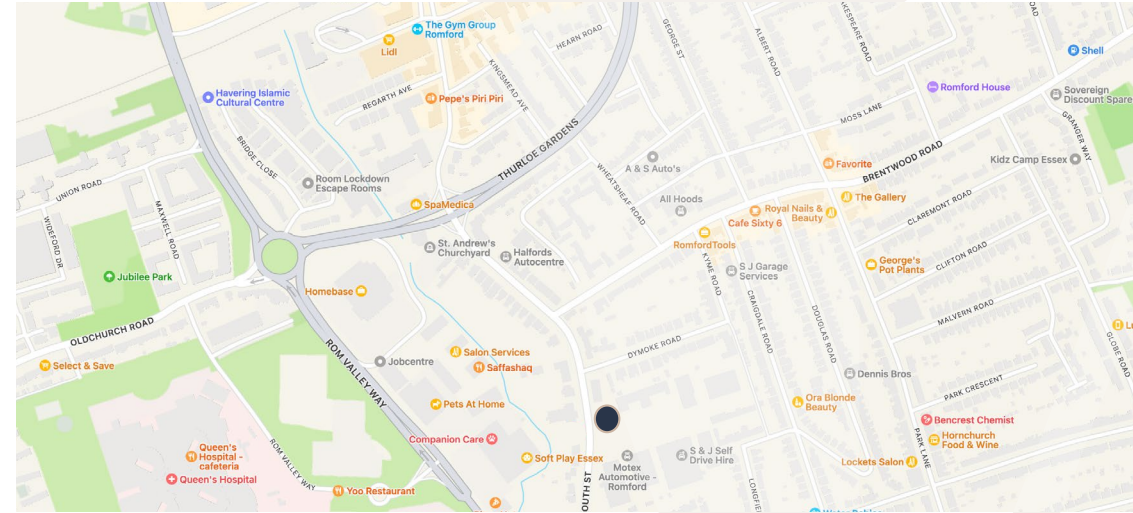 The Gym Group
Romford
Lidl
HEARN ROAD
GEORGE ST
ALBERT ROAD
Shell
KINGSMEAD AVE
Havering Islamic
Cultural Centre
REGARTH AVE
Pepe's Piri Piri
Romford House
Sovereign
Discount Spare
MOSS LANE
GRANGER WAY
BRIDGE CLOSE
THURLOE GARDENS
BRENTWOOD ROAD
Kidz Camp Essex
A & S Auto's
Favorite
WHEATSHEAF ROAD
Room Lockdown
Escape Rooms
UNION ROAD
MAXWELL ROAD
WIDEFORD DR
SpaMedica
All Hoods
The Gallery
Royal Nails &
Beauty
Cafe Sixty 6
CLAREMONT ROAD
RomfordTools
St. Andrew's
Churchyard
Halfords
Autocentre
KYME ROAD
S J Garage
Services
George's
Pot Plants
CLIFTON ROAD
Jubilee Park
Homebase
CRAIGDALE ROAD
DOUGLAS ROAD
MALVERN ROAD
GLOBE ROAD
OLDCHURCH ROAD
ROM VALLEY WAY
DYMOKE ROAD
Salon Services
Saffashaq
Jobcentre
Select & Save
Dennis Bros
PARK CRESCENT
Pets At Home
Ora Blonde
Beauty
Bencrest Chemist
Companion Care
Hornchurch
Food & Wine
PARK LANE
Queen's
Hospital -
cafeteria
Queen's Hospital
ROM VALLEY WAY
Soft Play Essex
S & J Self
Drive Hire
Lockets Salon
Motex
Automotive -
Romford
Yoo Restaurant